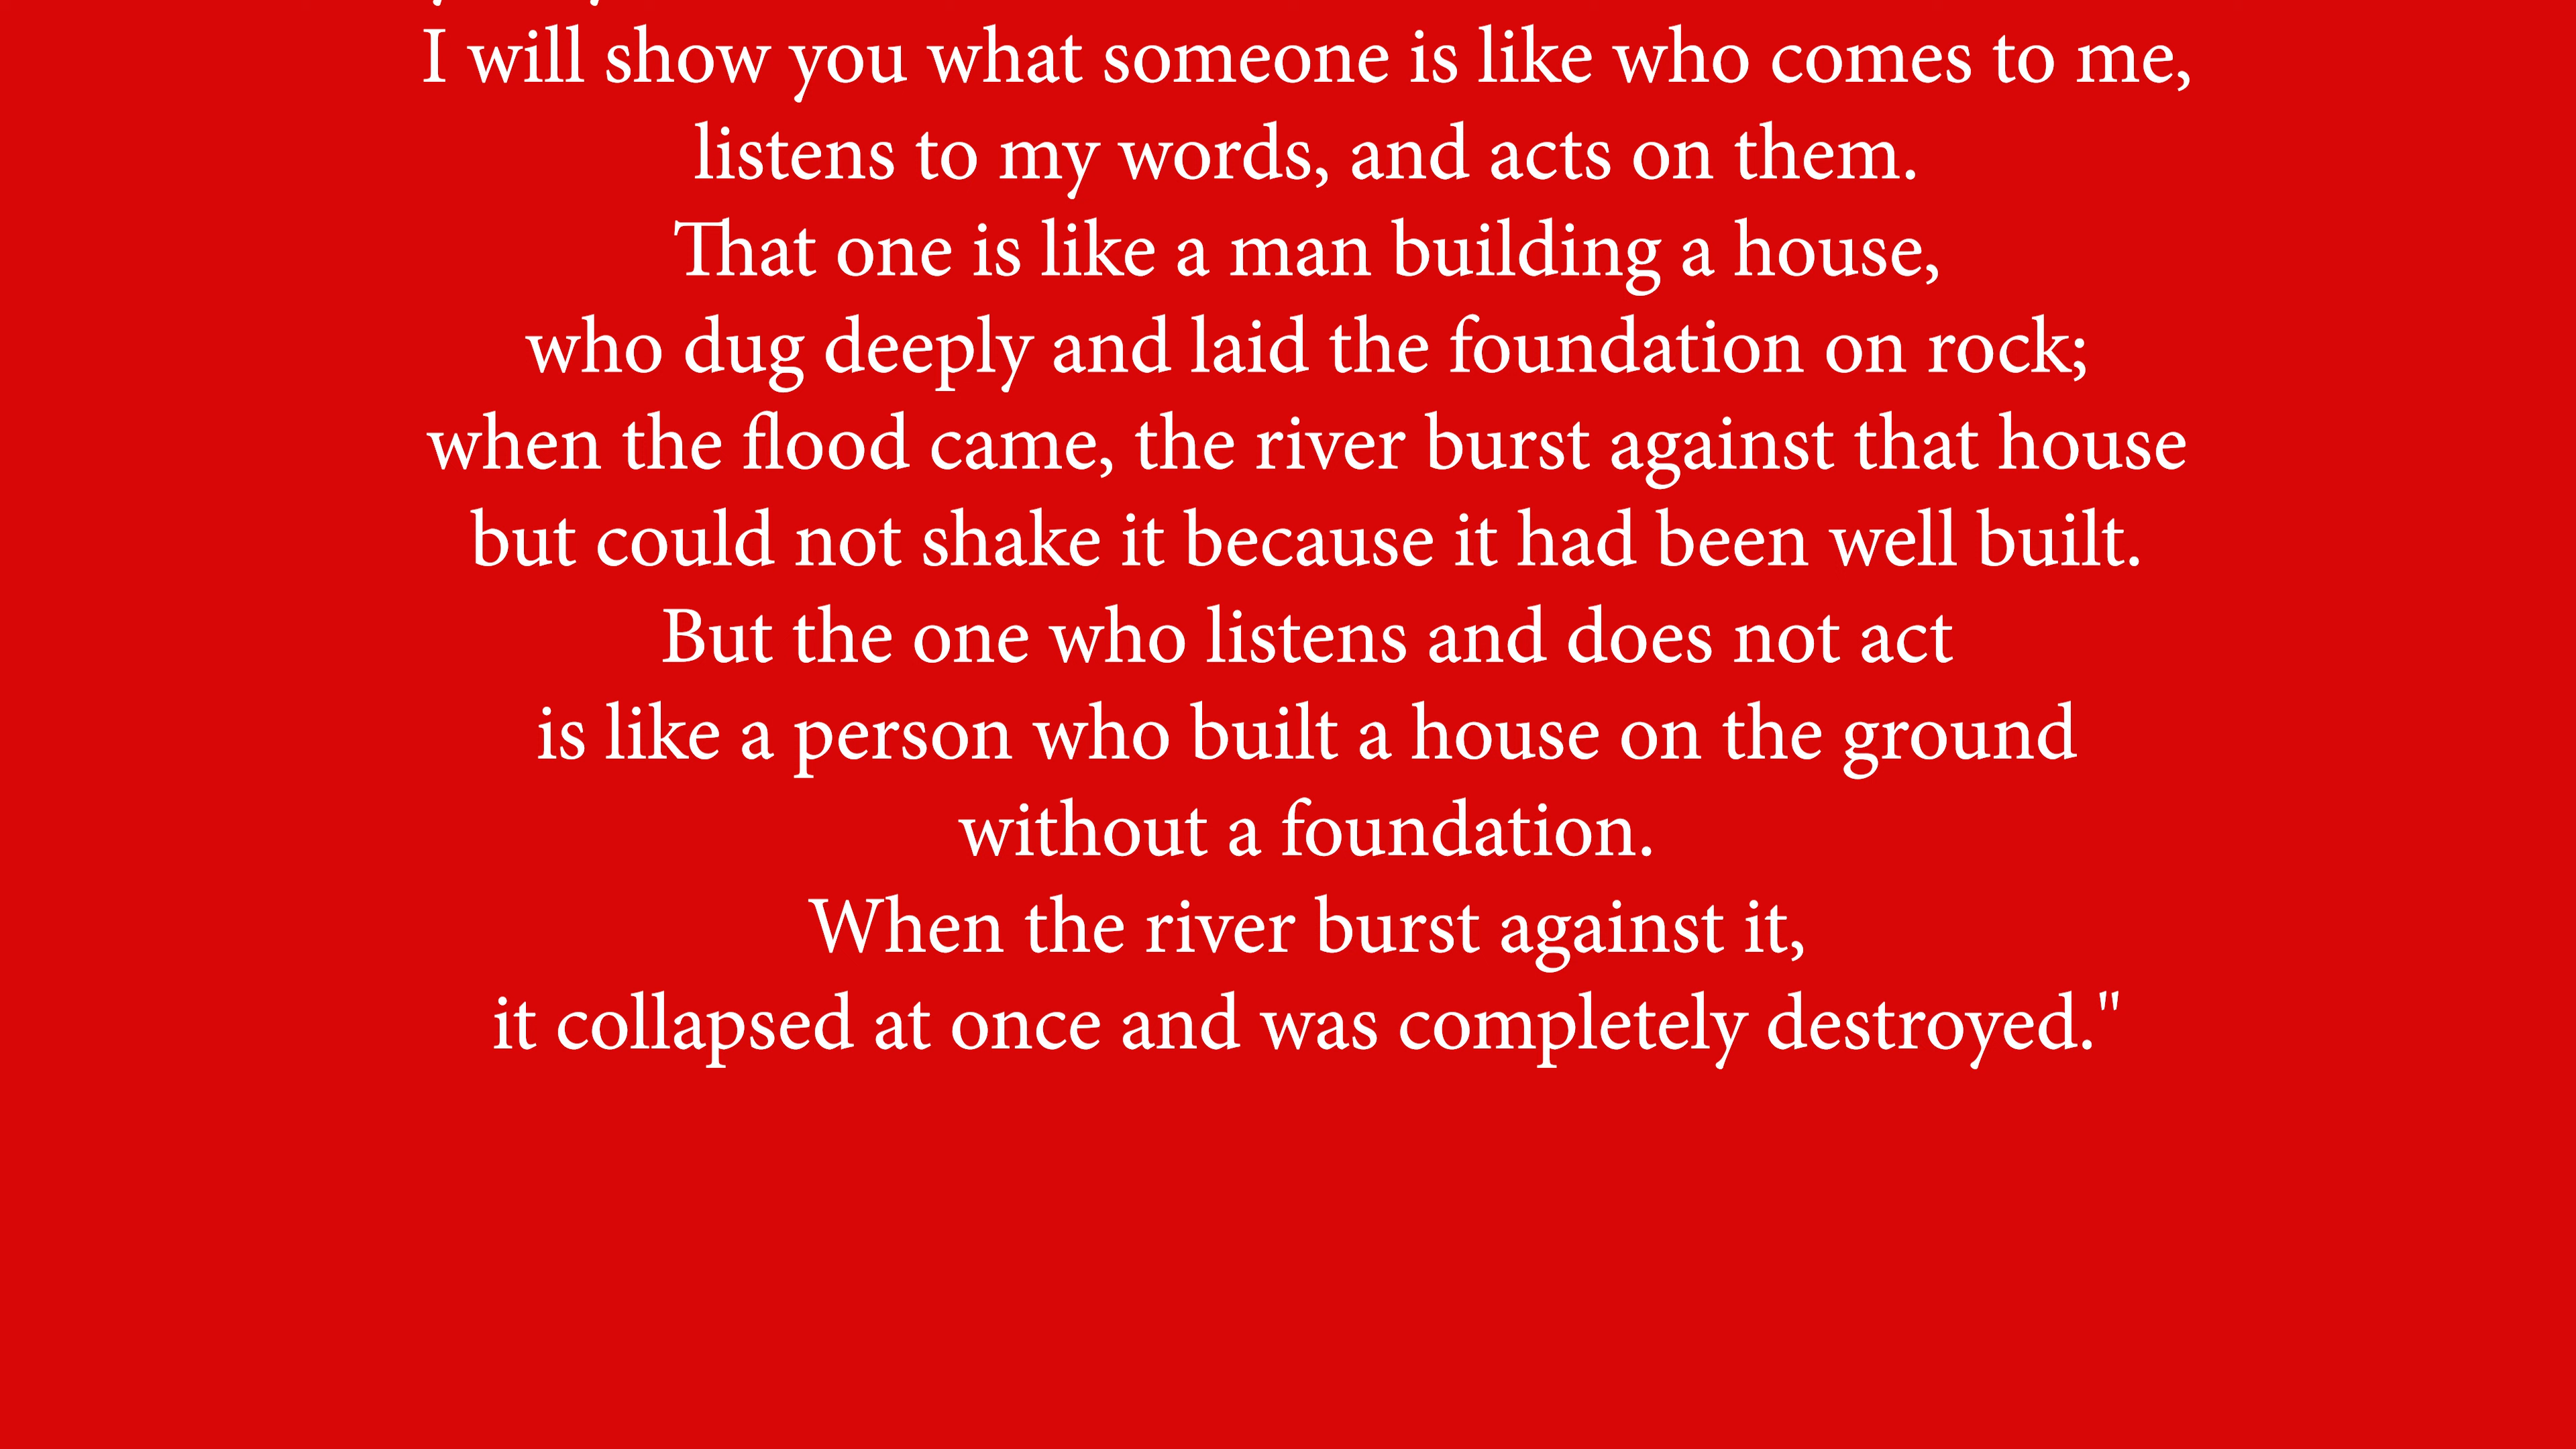 I will show you what someone is like who comes to me,
listens to my words, and acts on them.
That one is like a man building a house,
who dug deeply and laid the foundation on rock;
when the flood came, the river burst against that house
but could not shake it because it had been well built.
But the one who listens and does not act
is like a person who built a house on the ground
without a foundation.
When the river burst against it,
it collapsed at once and was completely destroyed."